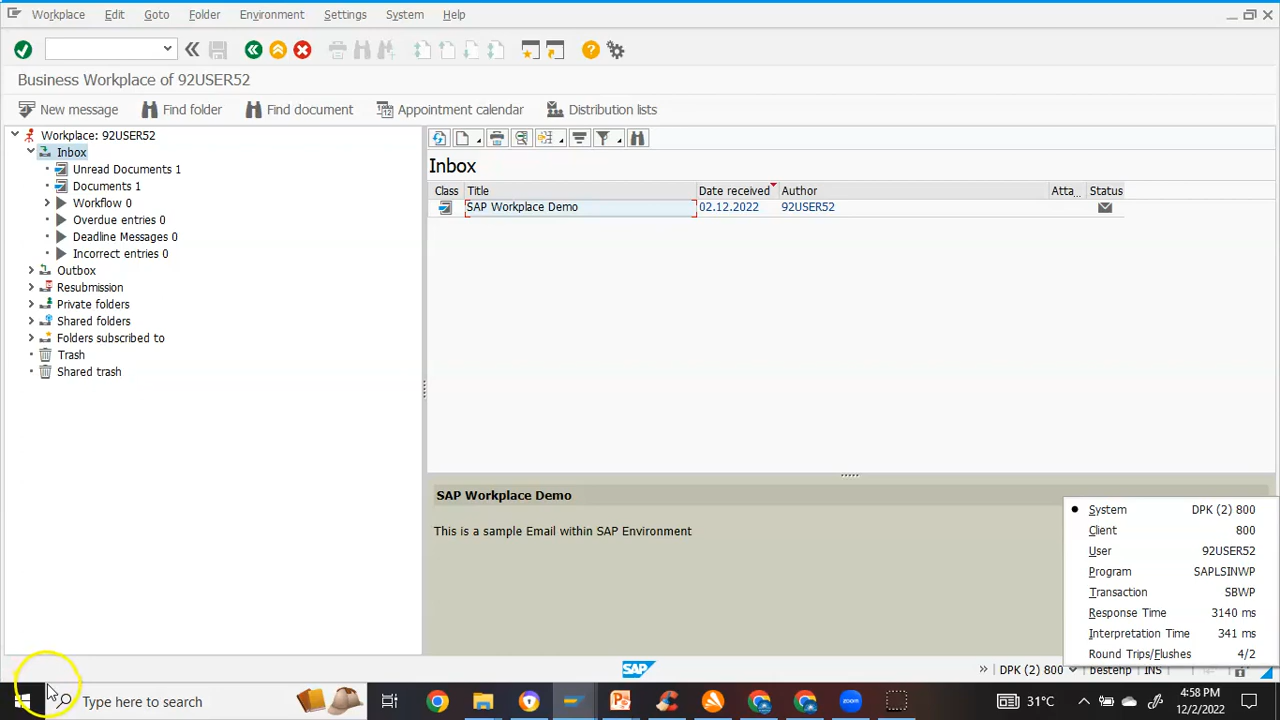 Workplace Edit Goto Folder Environment Settings System Help
Business Workplace of 92USER52
New message Find folder Find document Appointment calendar Distribution lists
Workplace: 92USER52
Inbox
Unread Documents 1
Documents 1
Workflow 0
Overdue entries 0
Deadline Messages 0
Incorrect entries 0
Outbox
Resubmission
Private folders
Shared folders
Folders subscribed to
Trash
Shared trash
Inbox
Class Title Date received Author Atta... Status
SAP Workplace Demo 02.12.2022 92USER52
SAP Workplace Demo
This is a sample Email within SAP Environment
System DPK (2) 800
Client 800
User 92USER52
Program SAPLSINWP
Transaction SBWP
Response Time 3140 ms
Interpretation Time 341 ms
Round Trips/Flushes 4/2
SAP DPK (2) 800 bestehp INS
Type here to search zoom 31°C 4:58 PM
12/2/2022